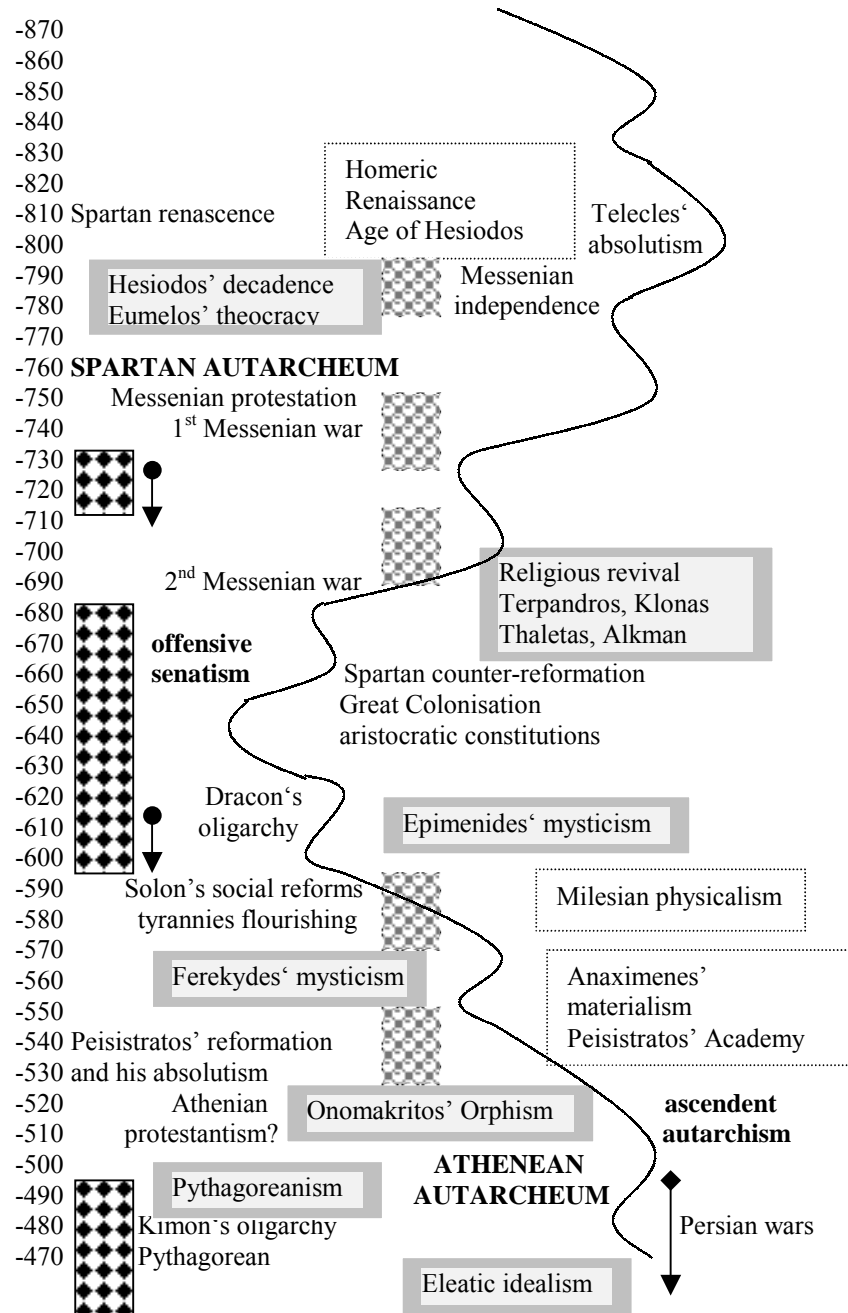 -870
-860
-850
-840
-830
Homeric
-820
Renaissance
-810 Spartan renascence
Telecles‘
Age of Hesiodos
-800
absolutism
-790
Hesiodos’ decadence
Messenian
-780
Eumelos’ theocracy
independence
-770
-760 SPARTAN AUTARCHEUM
-750
Messenian protestation
-740
1st Messenian war
-730
-720
-710
-700
Religious revival
-690
2nd Messenian war
Terpandros, Klonas
-680
Thaletas, Alkman
-670
offensive
-660
senatism
Spartan counter-reformation
-650
Great Colonisation
-640
aristocratic constitutions
-630
-620
Dracon‘s
-610
oligarchy
Epimenides‘ mysticism
-600
-590
Solon’s social reforms
Milesian physicalism
-580
tyrannies flourishing
-570
-560
Ferekydes‘ mysticism
Anaximenes’
materialism
-550
-540 Peisistratos’ reformation
Peisistratos’ Academy
-530 and his absolutism
-520
Athenian
Onomakritos’ Orphism
ascendent
-510
protestantism?
autarchism
-500
ATHENEAN
-490
Pythagoreanism
AUTARCHEUM
-480
Kimon’s oligarchy
Persian wars
-470
Pythagorean
Eleatic idealism